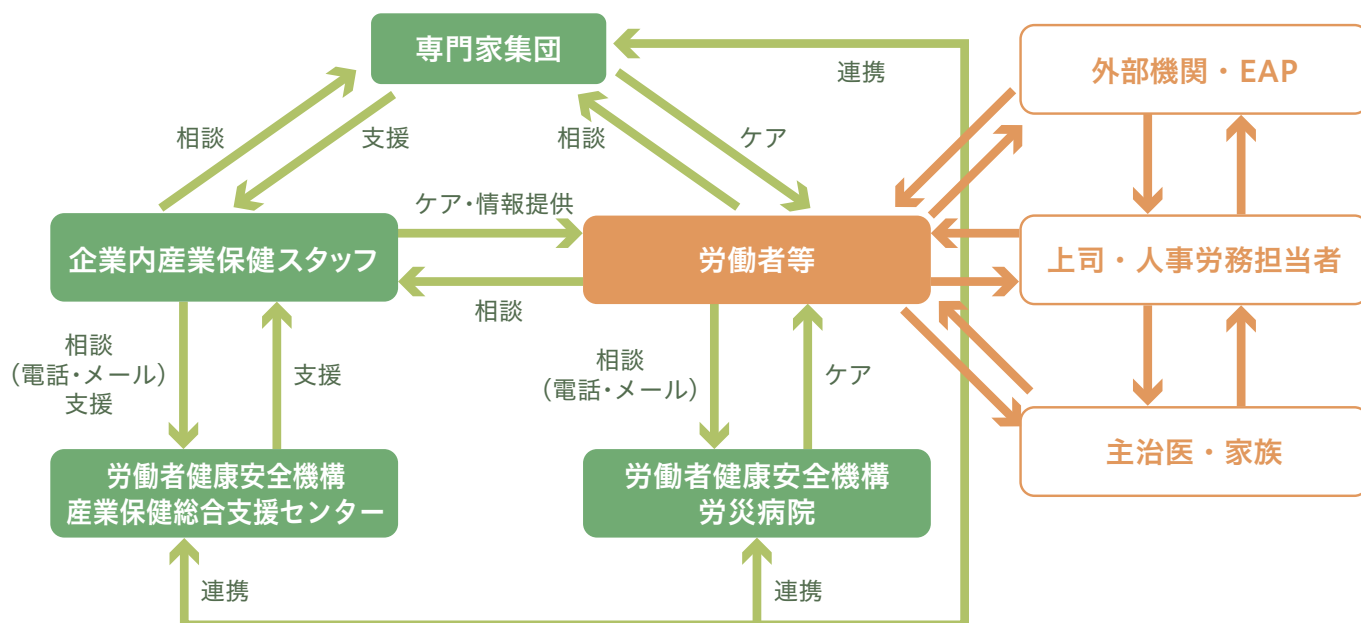 専門家集団
連携
外部機関・EAP
相談
支援
相談
ケア
ケア・情報提供
企業内産業保健スタッフ
労働者等
上司・人事労務担当者
相談
相談
(電話・メール)
支援
支援
相談
(電話・メール)
ケア
主治医・家族
労働者健康安全機構
産業保健総合支援センター
労働者健康安全機構
労災病院
連携
連携